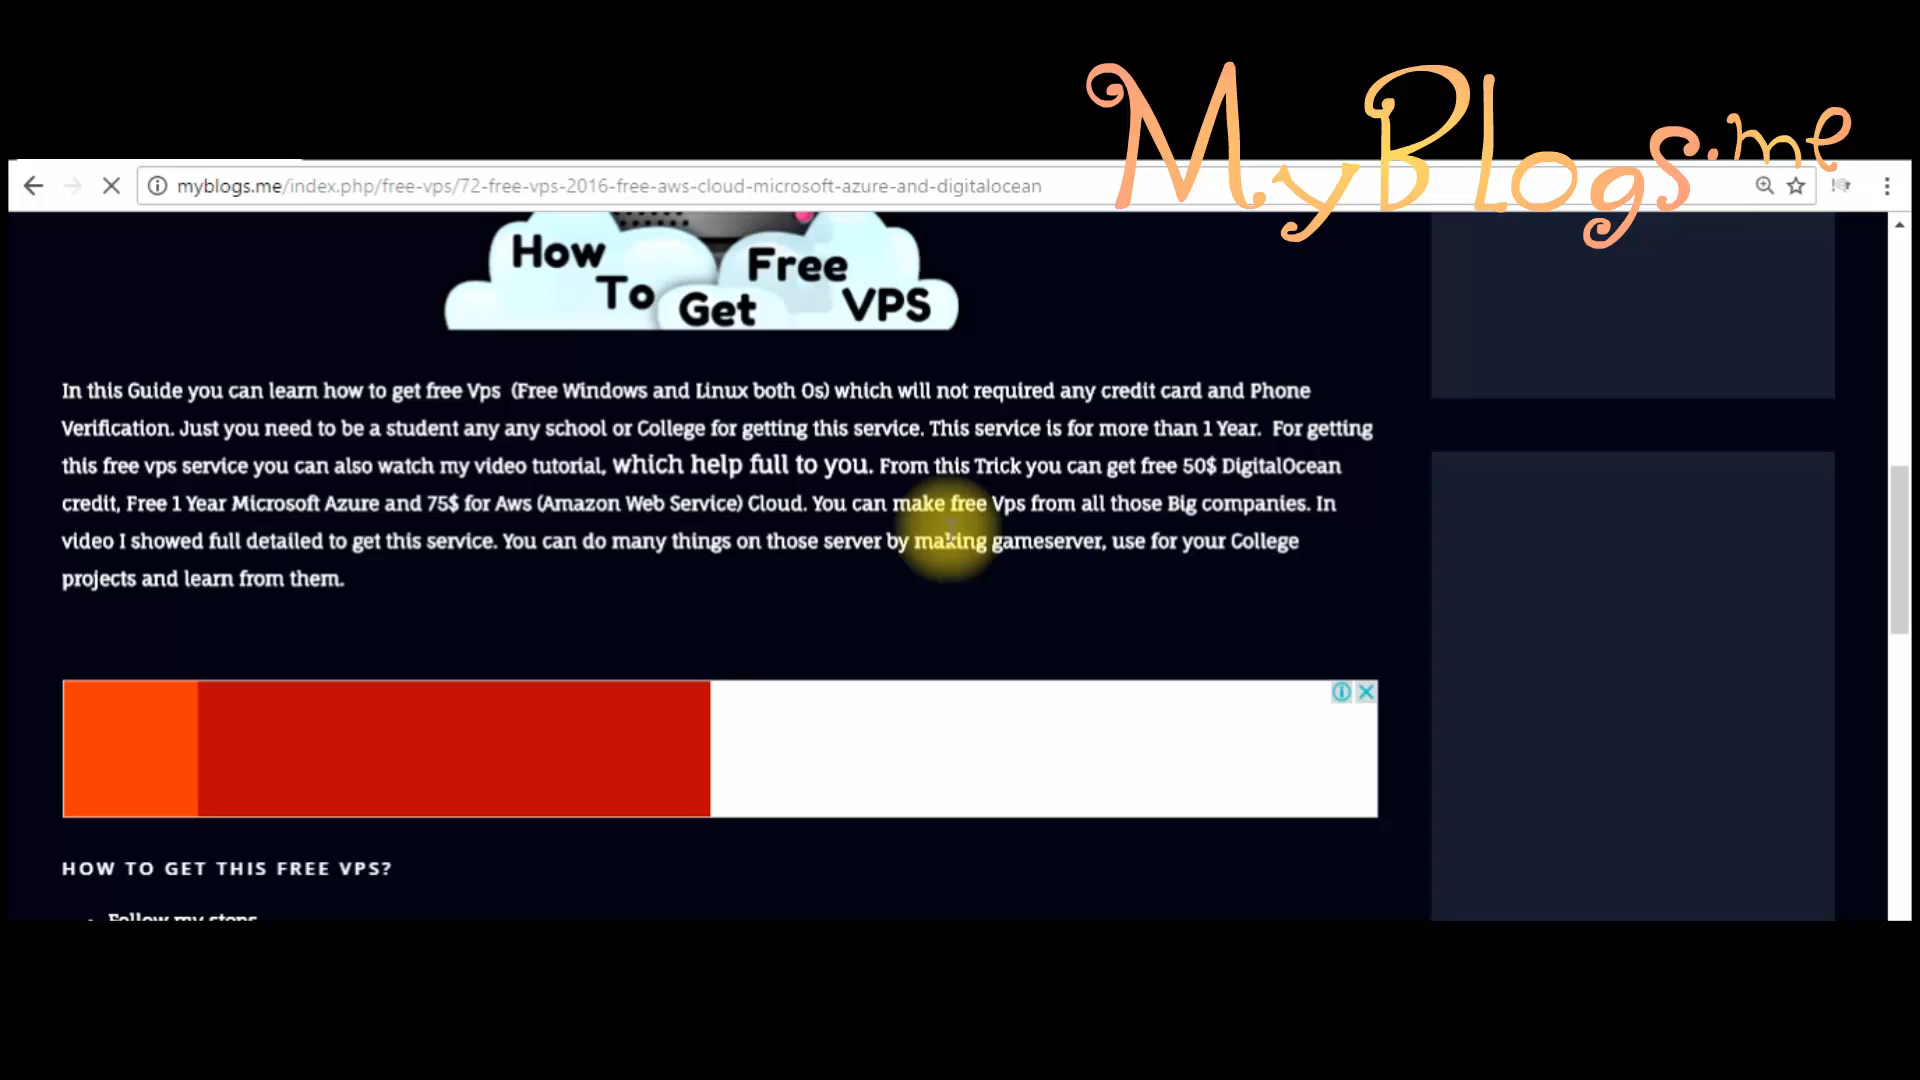 MyBlogs.me
myblogs.me/index.php/free-vps/72-free-vps-2016-free-aws-cloud-microsoft-azure-and-digitalocean
How To Get Free VPS
In this Guide you can learn how to get free Vps (Free Windows and Linux both Os) which will not required any credit card and Phone
Verification. Just you need to be a student any any school or College for getting this service. This service is for more than 1 Year. For getting
this free vps service you can also watch my video tutorial, which help full to you. From this Trick you can get free 50$ DigitalOcean
credit, Free 1 Year Microsoft Azure and 75$ for Aws (Amazon Web Service) Cloud. You can make free Vps from all those Big companies. In
video I showed full detailed to get this service. You can do many things on those server by making gameserver, use for your College
projects and learn from them.
HOW TO GET THIS FREE VPS?
Follow my steps